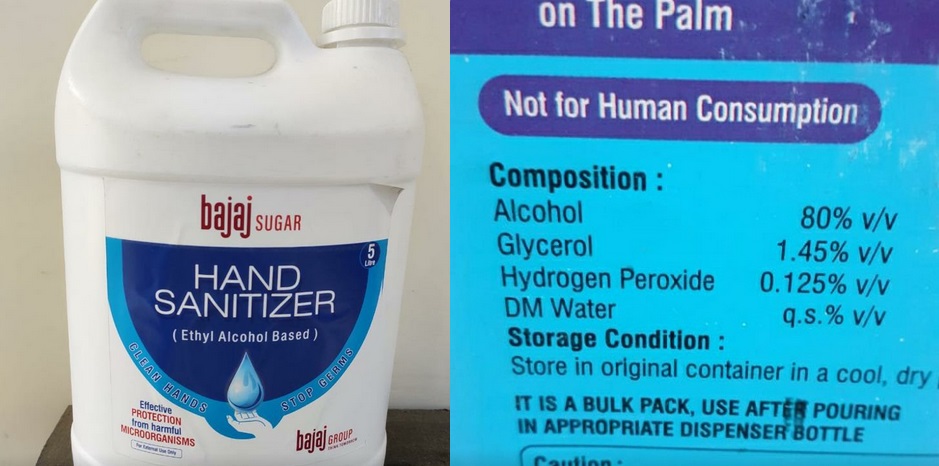 bajaj SUGAR
5
Litre
HAND
SANITIZER
( Ethyl Alcohol Based )
CLEAN HANDS STOP GERMS
Effective
PROTECTION
from harmful
MICROORGANISMS
For External Use Only
bajaj GROUP
on The Palm
Not for Human Consumption
Composition :
Alcohol 80% v/v
Glycerol 1.45% v/v
Hydrogen Peroxide 0.125% v/v
DM Water q.s.% v/v
Storage Condition :
Store in original container in a cool, dry
IT IS A BULK PACK, USE AFTER POURING
IN APPROPRIATE DISPENSER BOTTLE
Caution :